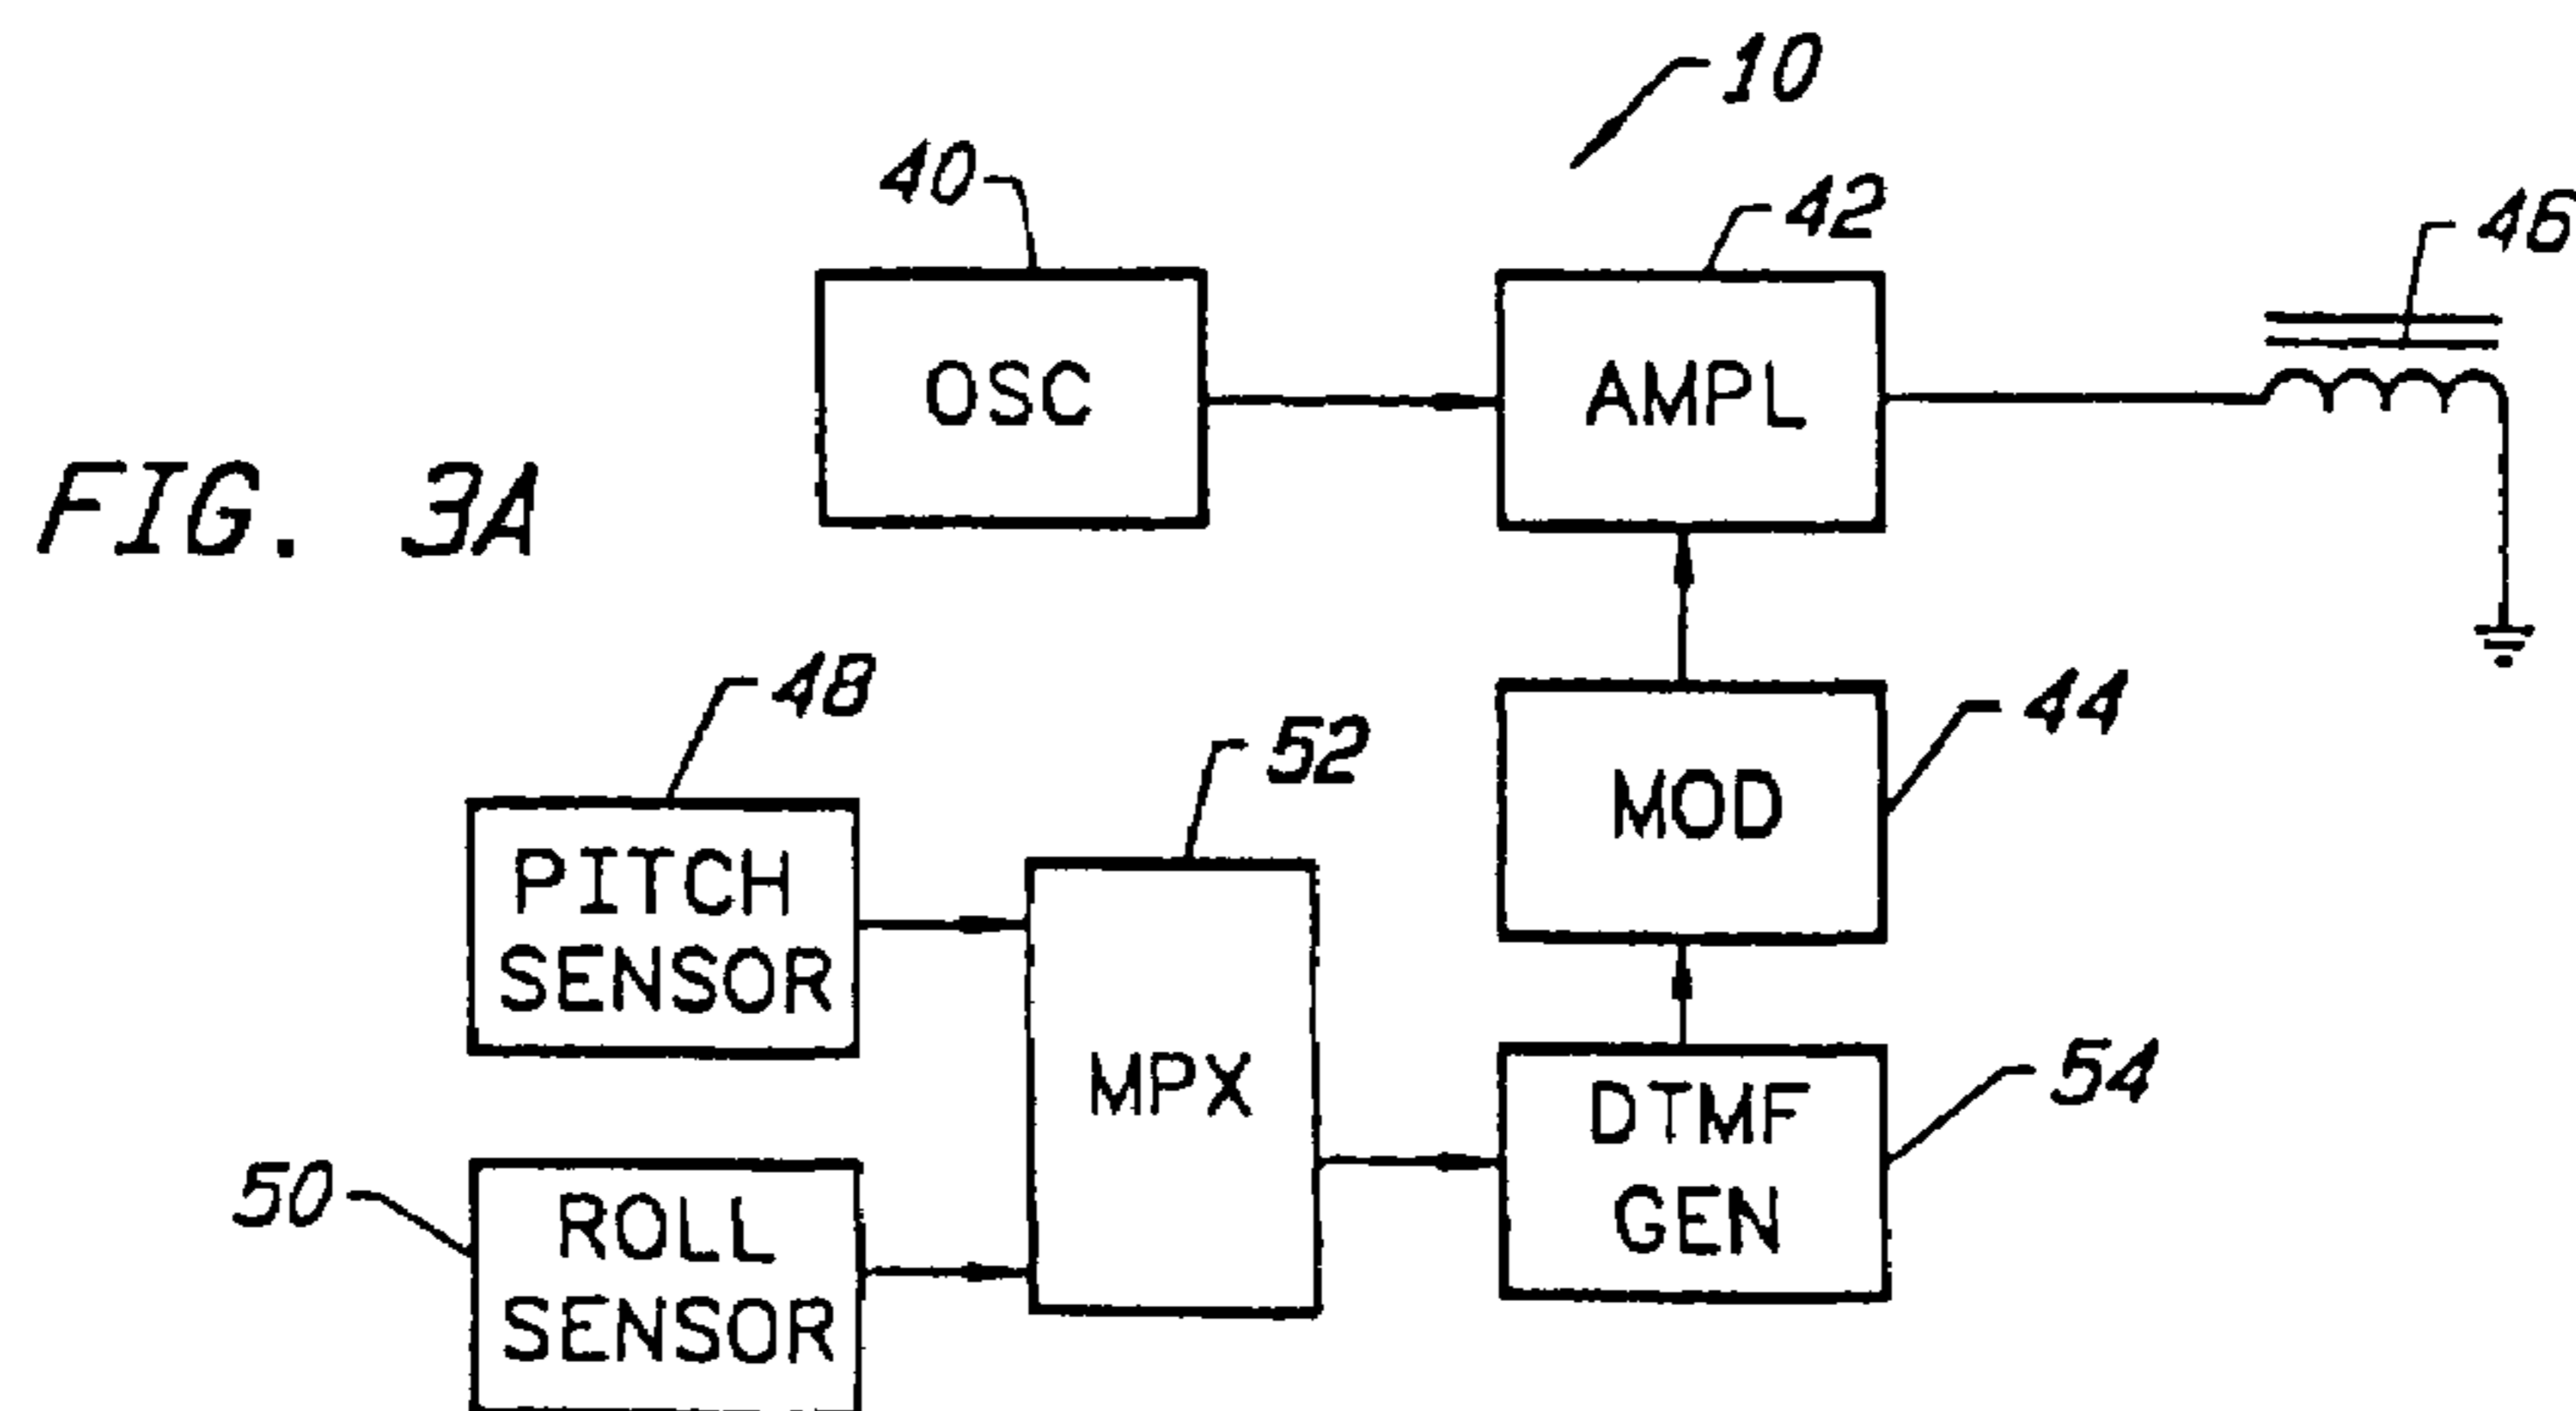 10
40
42
46
OSC
AMPL
FIG. 3A
48
52
44
PITCH
SENSOR
MOD
MPX
54
DTMF
GEN
50
ROLL
SENSOR